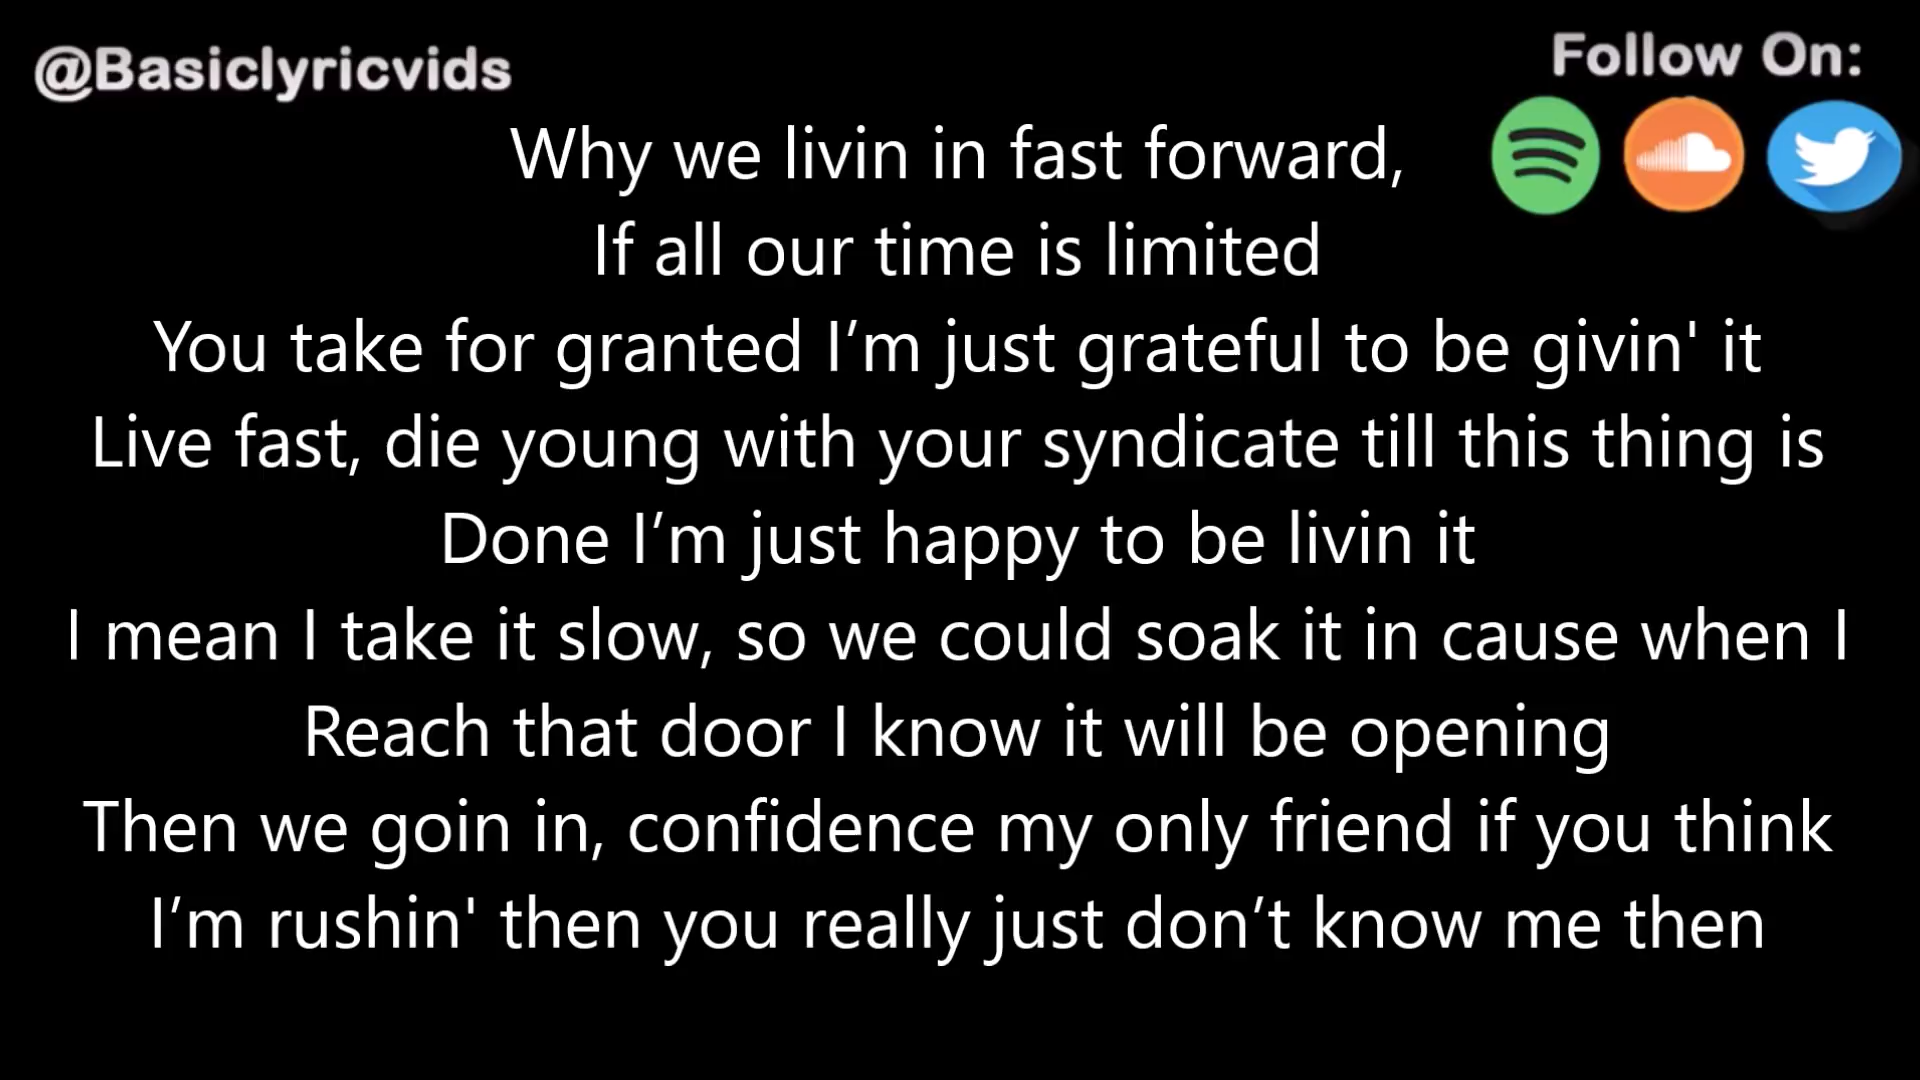 @Basiclyricvids
Follow On:
Why we livin in fast forward,
If all our time is limited
You take for granted I’m just grateful to be givin' it
Live fast, die young with your syndicate till this thing is
Done I’m just happy to be livin it
I mean I take it slow, so we could soak it in cause when I
Reach that door I know it will be opening
Then we goin in, confidence my only friend if you think
I’m rushin' then you really just don’t know me then